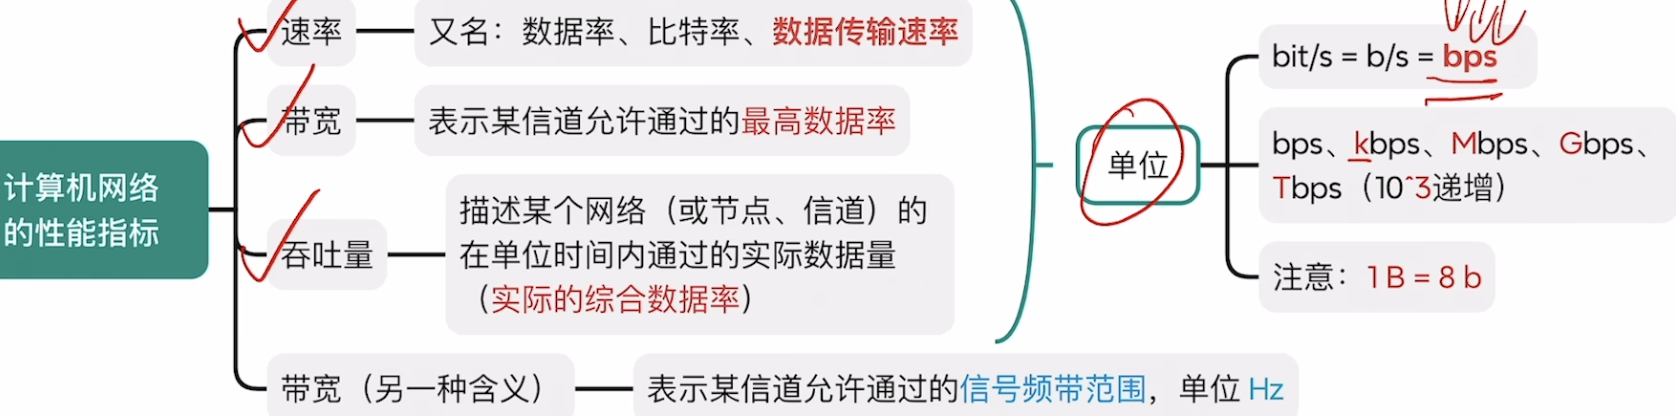 计算机网络
的性能指标
速率
又名：数据率、比特率、数据传输速率
带宽
表示某信道允许通过的最高数据率
吞吐量
描述某个网络（或节点、信道）的
在单位时间内通过的实际数据量
（实际的综合数据率）
单位
bit/s = b/s = bps
bps、kbps、Mbps、Gbps、
Tbps（10^3递增）
注意：1 B = 8 b
带宽（另一种含义）
表示某信道允许通过的信号频带范围，单位 Hz